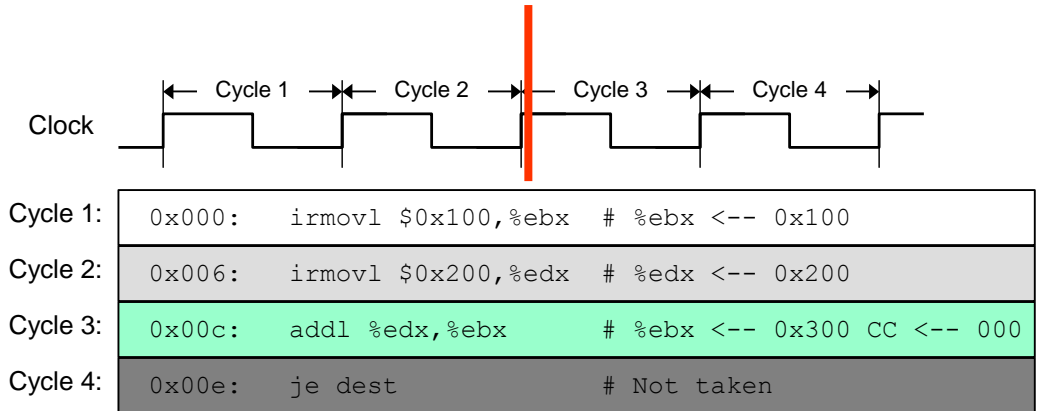 Cycle 1 Cycle 2 Cycle 3 Cycle 4
Clock
Cycle 1: 0x000: irmovl $0x100,%ebx # %ebx <-- 0x100
Cycle 2: 0x006: irmovl $0x200,%edx # %edx <-- 0x200
Cycle 3: 0x00c: addl %edx,%ebx # %ebx <-- 0x300 CC <-- 000
Cycle 4: 0x00e: je dest # Not taken